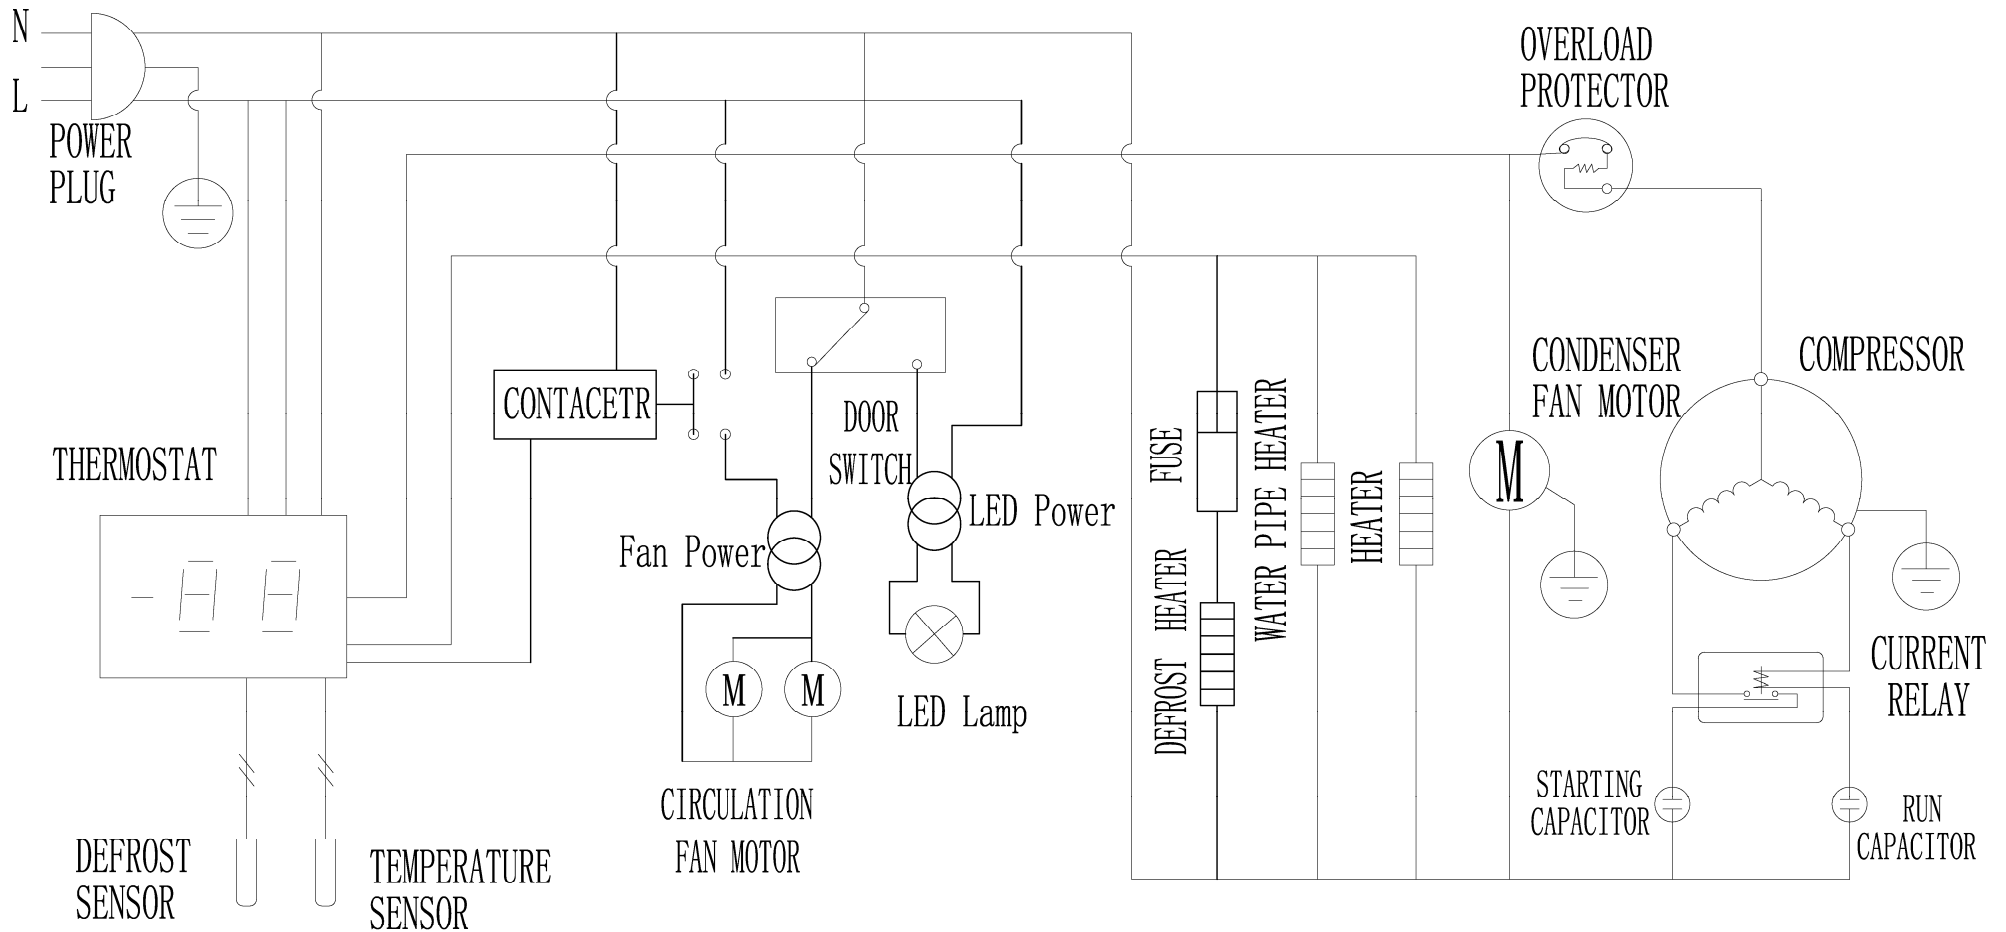 N
L
POWER
PLUG
OVERLOAD
PROTECTOR
THERMOSTAT
CONTACETR
DOOR
SWITCH
Fan Power
LED Power
M
M
LED Lamp
CIRCULATION
FAN MOTOR
FUSE
DEFROST HEATER
WATER PIPE HEATER
HEATER
CONDENSER
FAN MOTOR
M
COMPRESSOR
CURRENT
RELAY
STARTING
CAPACITOR
RUN
CAPACITOR
DEFROST
SENSOR
TEMPERATURE
SENSOR
-88